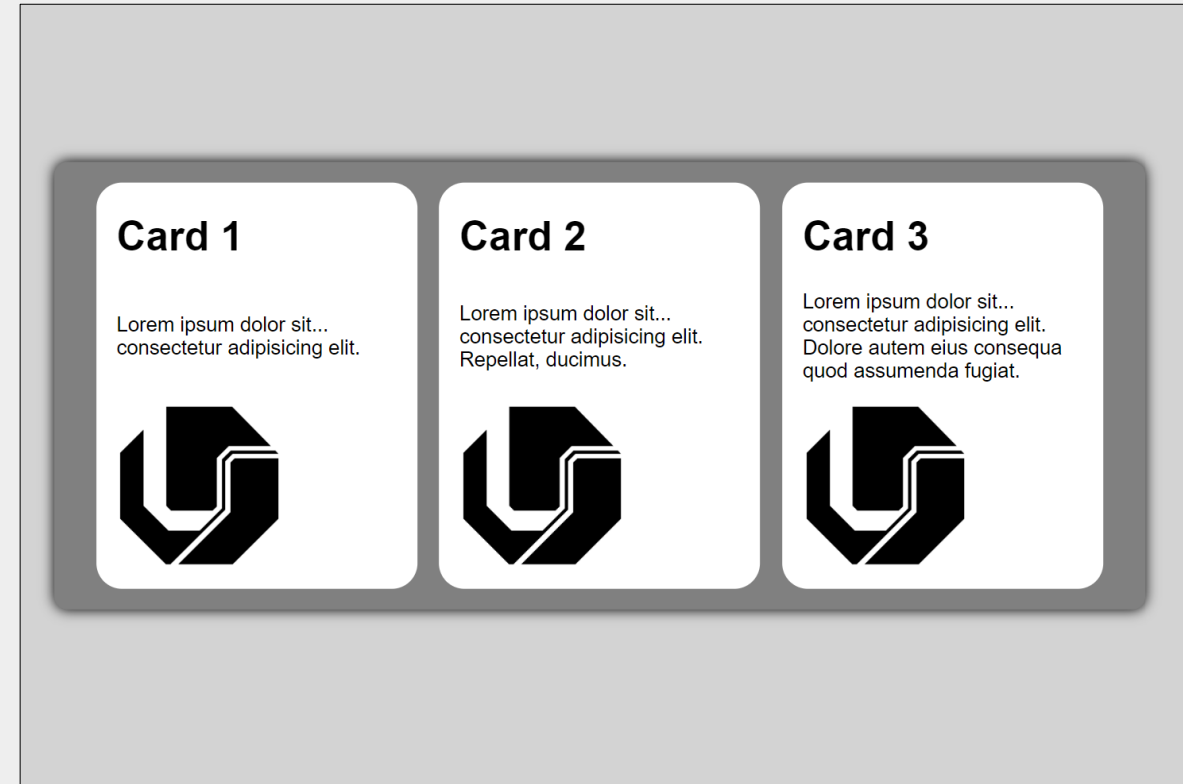 Card 1
Lorem ipsum dolor sit...
consectetur adipisicing elit.
Card 2
Lorem ipsum dolor sit...
consectetur adipisicing elit.
Repellat, ducimus.
Card 3
Lorem ipsum dolor sit...
consectetur adipisicing elit.
Dolore autem eius consequa
quod assumenda fugiat.